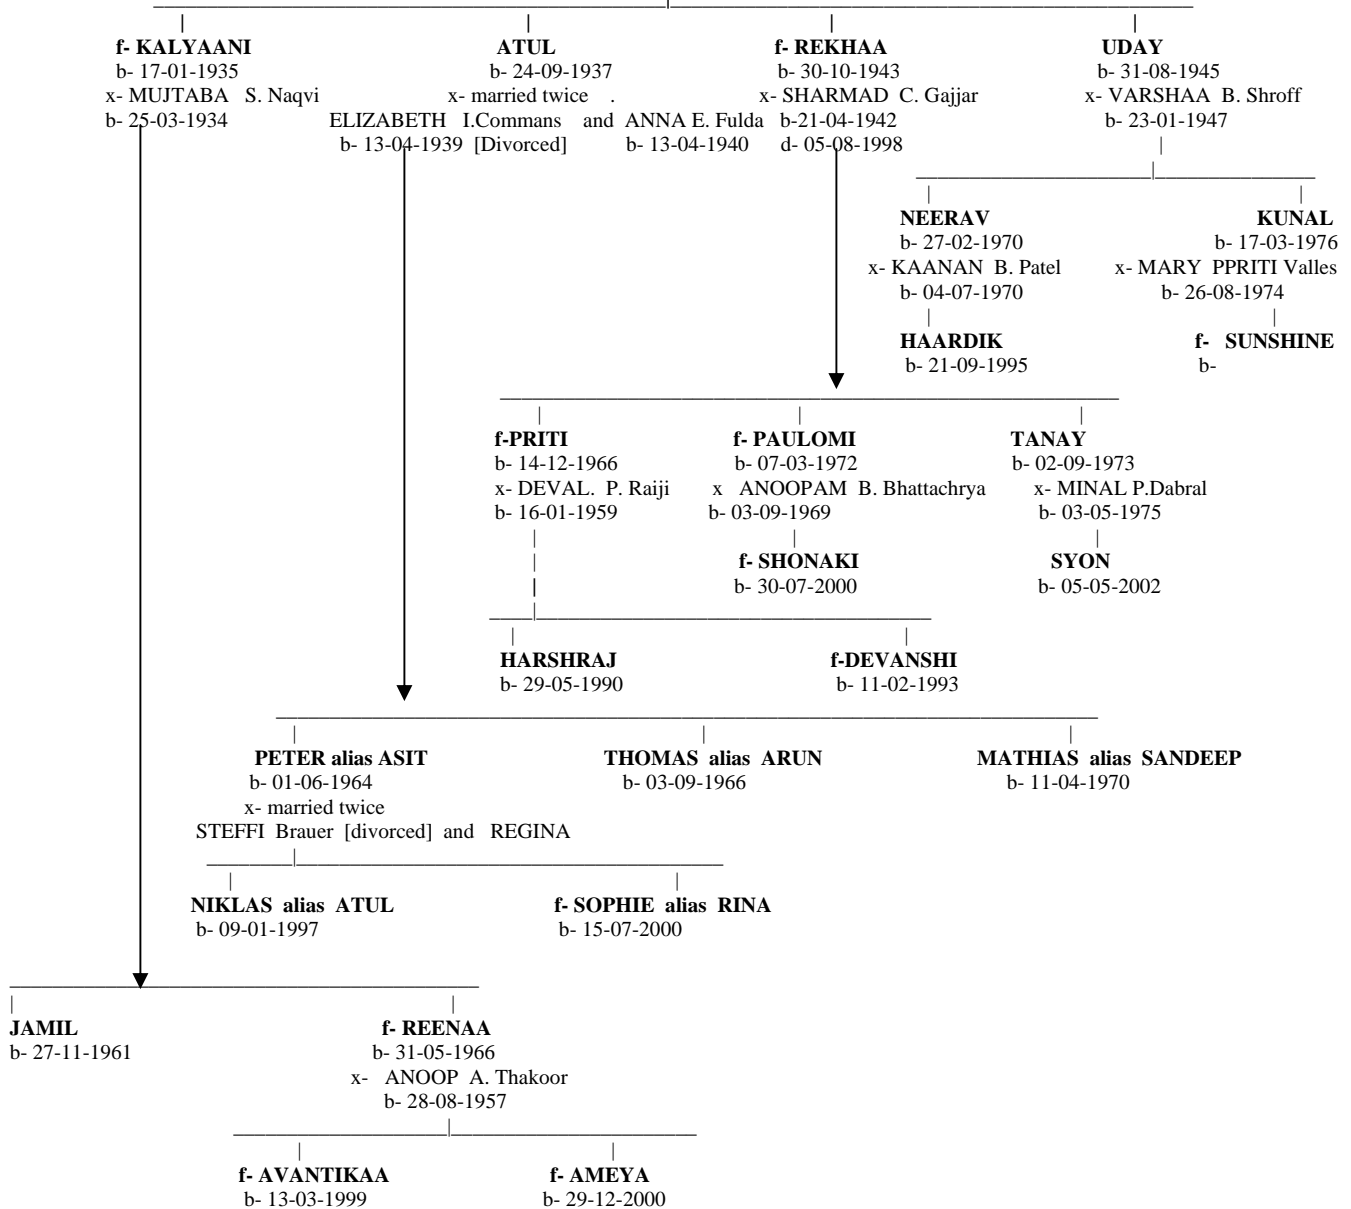 f- KALYAANI ATUL f- REKHAA UDAY
b- 17-01-1935 b- 24-09-1937 b- 30-10-1943 b- 31-08-1945
x- MUJTABA S. Naqvi x- married twice . x- SHARMAD C. Gajjar x- VARSHAA B. Shroff
b- 25-03-1934 ELIZABETH I.Commans and ANNA E. Fulda b-21-04-1942 b- 23-01-1947
b- 13-04-1939 [Divorced] b- 13-04-1940 d- 05-08-1998
NEERAV KUNAL
b- 27-02-1970 b- 17-03-1976
x- KAANAN B. Patel x- MARY PPRITI Valles
b- 04-07-1970 b- 26-08-1974
HAARDIK f- SUNSHINE
b- 21-09-1995 b-
f-PRITI f- PAULOMI TANAY
b- 14-12-1966 b- 07-03-1972 b- 02-09-1973
x- DEVAL. P. Raiji x ANOOPAM B. Bhattachrya x- MINAL P.Dabral
b- 16-01-1959 b- 03-09-1969 b- 03-05-1975
f- SHONAKI SYON
b- 30-07-2000 b- 05-05-2002
HARSHRAJ f-DEVANSHI
b- 29-05-1990 b- 11-02-1993
PETER alias ASIT THOMAS alias ARUN MATHIAS alias SANDEEP
b- 01-06-1964 b- 03-09-1966 b- 11-04-1970
x- married twice
STEFFI Brauer [divorced] and REGINA
NIKLAS alias ATUL f- SOPHIE alias RINA
b- 09-01-1997 b- 15-07-2000
JAMIL f- REENAA
b- 27-11-1961 b- 31-05-1966
x- ANOOP A. Thakoor
b- 28-08-1957
f- AVANTIKAA f- AMEYA
b- 13-03-1999 b- 29-12-2000